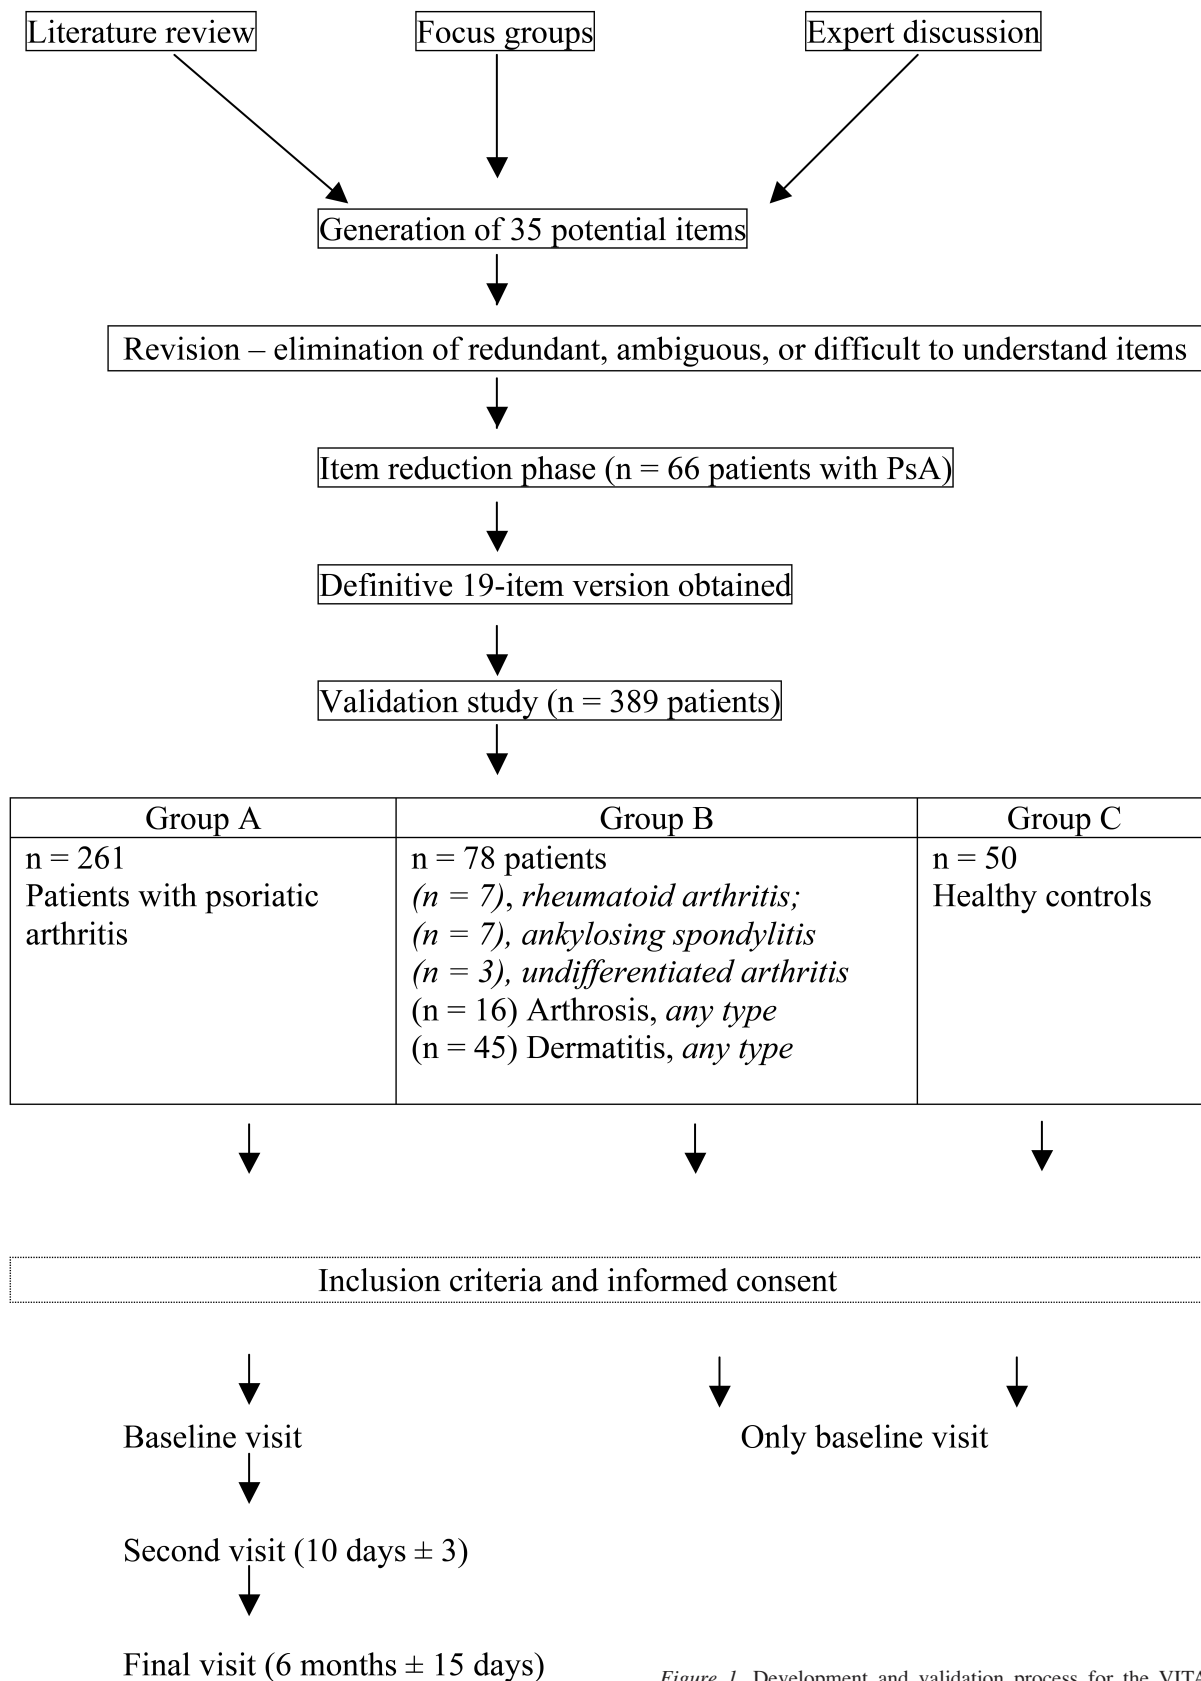 Literature review
Focus groups
Expert discussion
Generation of 35 potential items
Revision – elimination of redundant, ambiguous, or difficult to understand items
Item reduction phase (n = 66 patients with PsA)
Definitive 19-item version obtained
Validation study (n = 389 patients)
Group A
Group B
Group C
n = 261
Patients with psoriatic
arthritis
n = 78 patients
(n = 7), rheumatoid arthritis;
(n = 7), ankylosing spondylitis
(n = 3), undifferentiated arthritis
(n = 16) Arthrosis, any type
(n = 45) Dermatitis, any type
n = 50
Healthy controls
Inclusion criteria and informed consent
Baseline visit
Only baseline visit
Second visit (10 days ± 3)
Final visit (6 months ± 15 days)
Figure 1. Development and validation process for the VITA